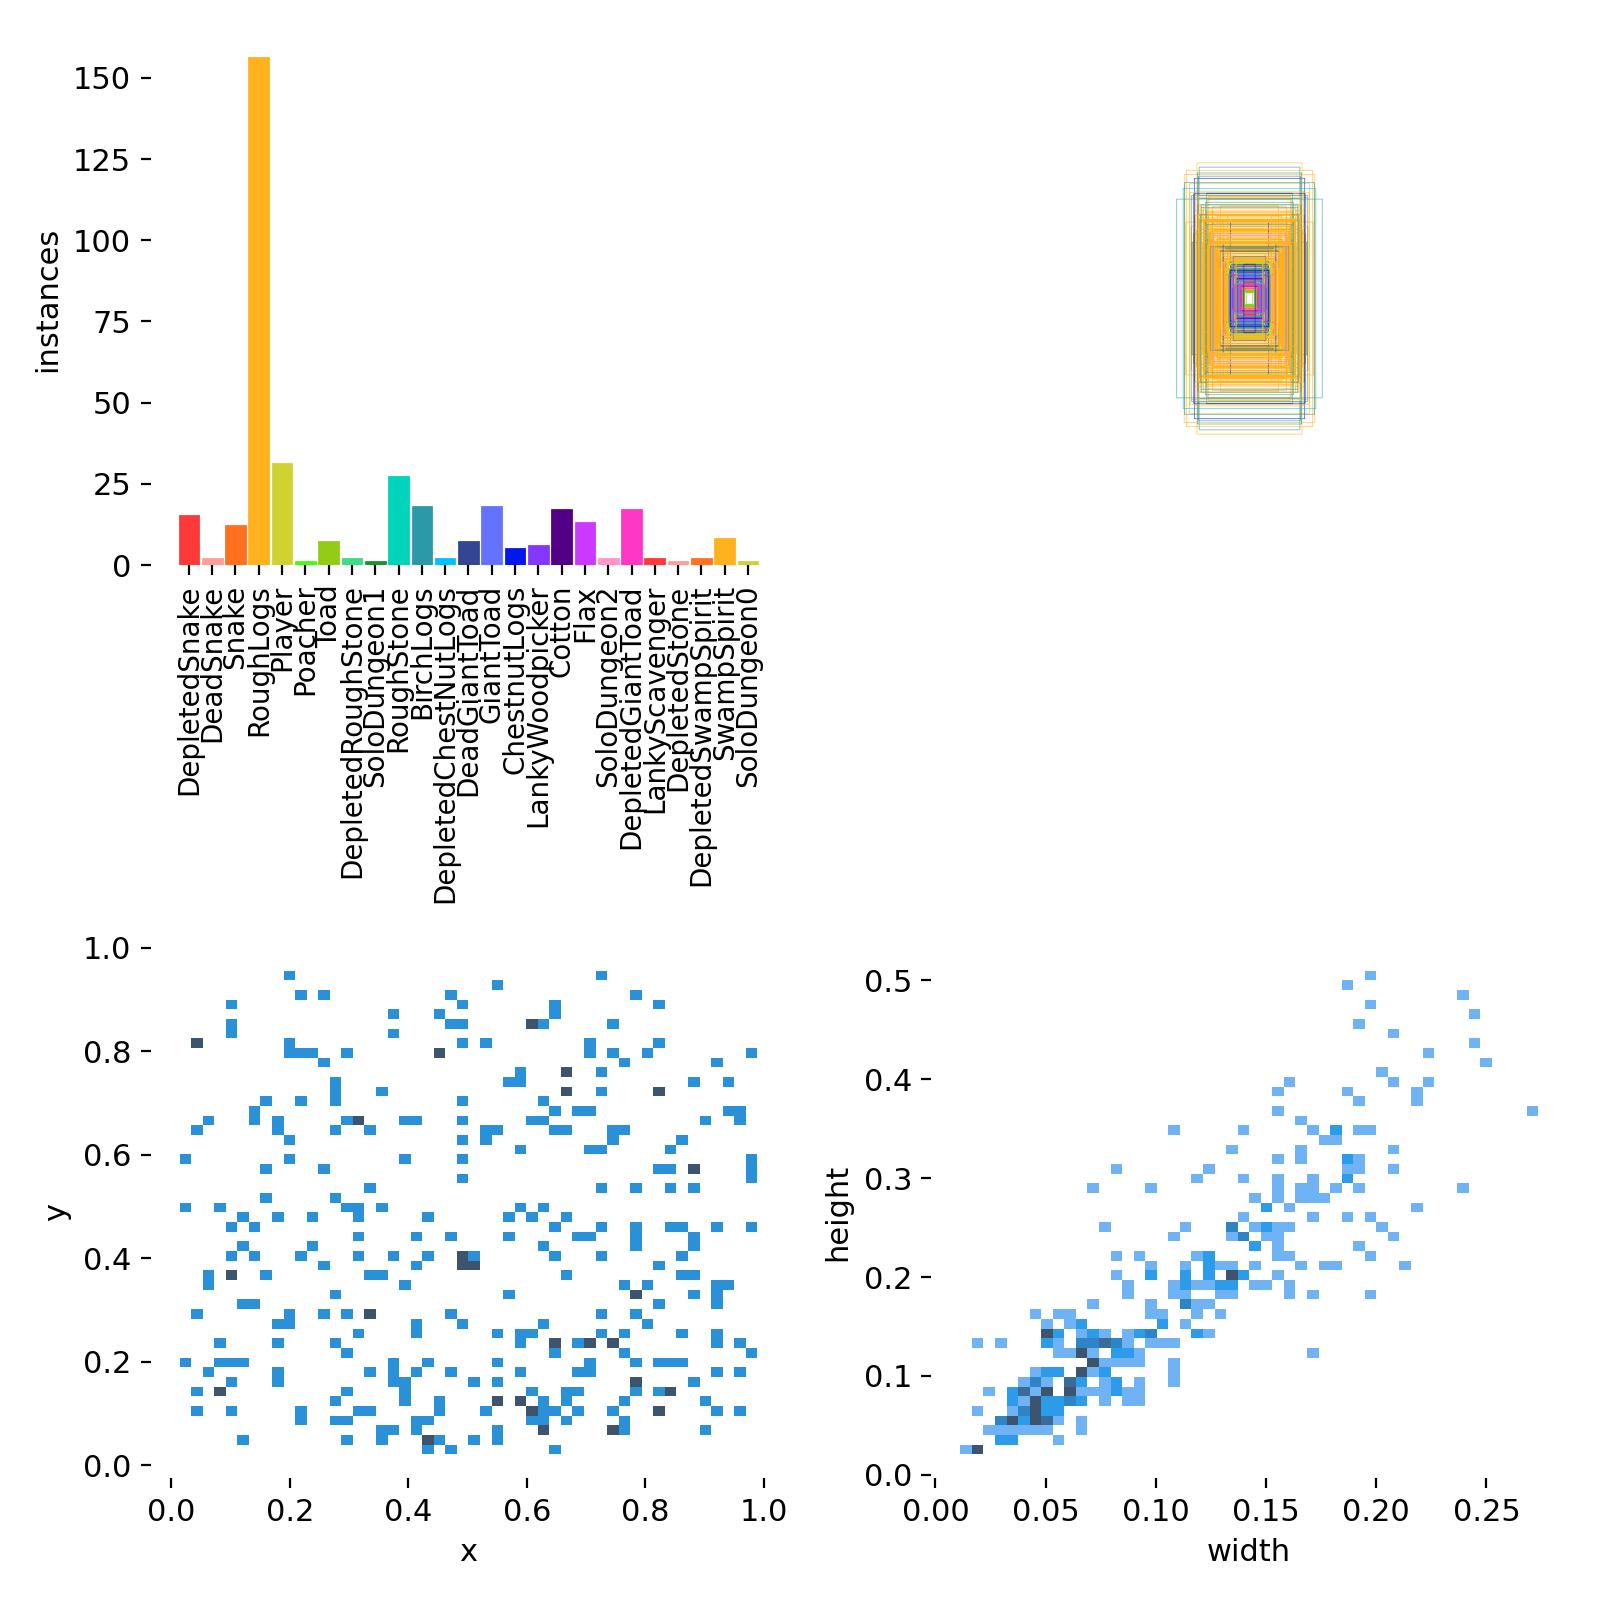 150
125
100
75
50
25
0
instances
DepletedSnake
DeadSnake
Snake
RoughLogs
Player
Poacher
Toad
DepletedRoughStone
SoloDungeon1
RoughStone
BirchLogs
DepletedChestNutLogs
DeadGiantToad
GiantToad
ChestnutLogs
LankyWoodpicker
Cotton
Flax
SoloDungeon2
DepletedGiantToad
LankyScavenger
DepletedStone
DepletedSwampSpirit
SwampSpirit
SoloDungeon0
1.0
0.8
0.6
0.4
0.2
0.0
y
0.0 0.2 0.4 0.6 0.8 1.0
x
0.5
0.4
0.3
0.2
0.1
0.0
height
0.00 0.05 0.10 0.15 0.20 0.25
width